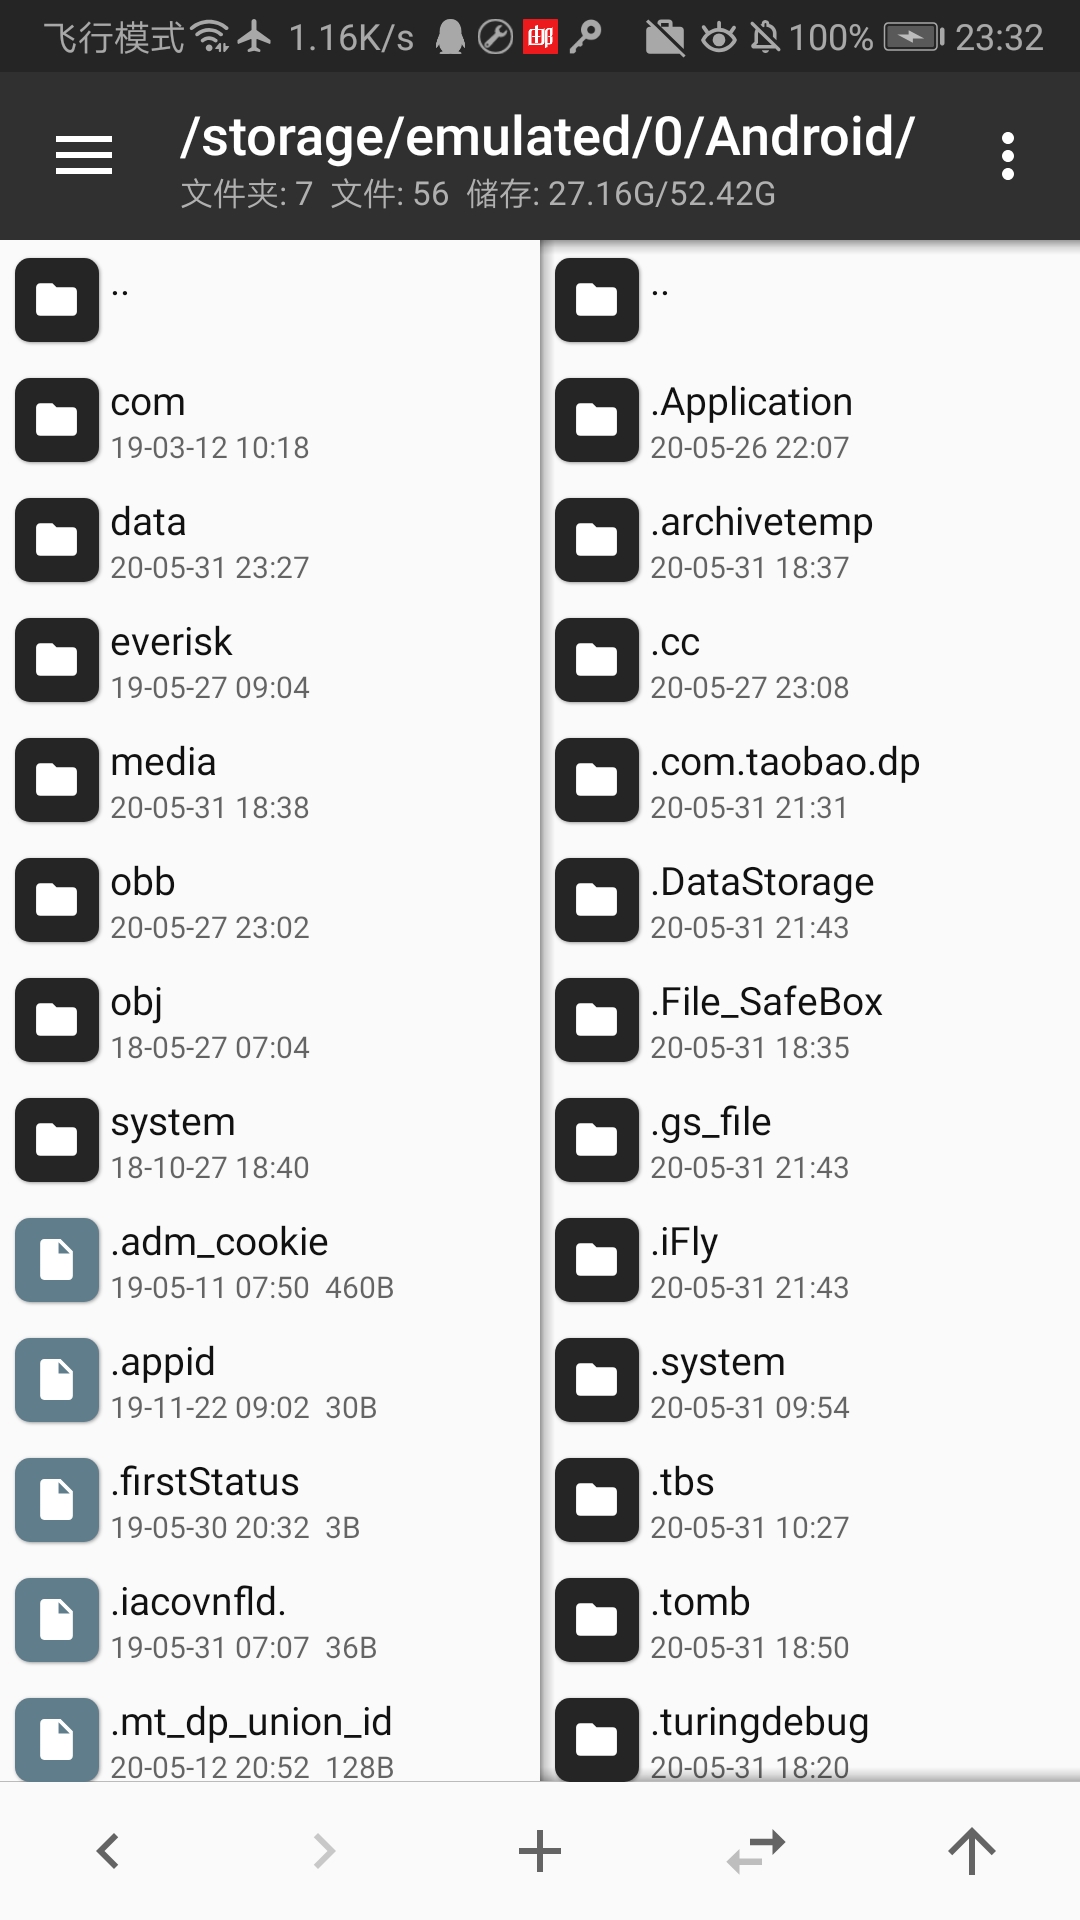 飞行模式 1.16K/s 邮 100% 23:32
/storage/emulated/0/Android/
文件夹: 7 文件: 56 储存: 27.16G/52.42G
..
com
19-03-12 10:18
data
20-05-31 23:27
everisk
19-05-27 09:04
media
20-05-31 18:38
obb
20-05-27 23:02
obj
18-05-27 07:04
system
18-10-27 18:40
.adm_cookie
19-05-11 07:50 460B
.appid
19-11-22 09:02 30B
.firstStatus
19-05-30 20:32 3B
.iacovnfld.
19-05-31 07:07 36B
.mt_dp_union_id
20-05-12 20:52 128B
..
.Application
20-05-26 22:07
.archivetemp
20-05-31 18:37
.cc
20-05-27 23:08
.com.taobao.dp
20-05-31 21:31
.DataStorage
20-05-31 21:43
.File_SafeBox
20-05-31 18:35
.gs_file
20-05-31 21:43
.iFly
20-05-31 21:43
.system
20-05-31 09:54
.tbs
20-05-31 10:27
.tomb
20-05-31 18:50
.turingdebug
20-05-31 18:20